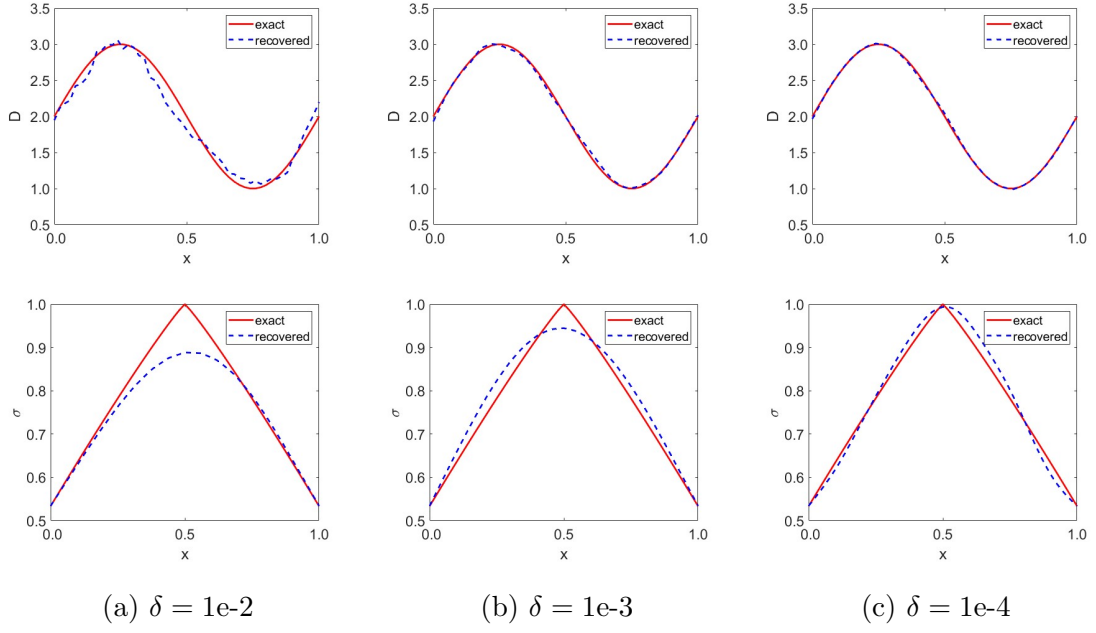 3.5
3.0
2.5
2.0
1.5
1.0
0.5
D
0.0
0.5
1.0
x
exact
recovered
3.5
3.0
2.5
2.0
1.5
1.0
0.5
D
0.0
0.5
1.0
x
exact
recovered
3.5
3.0
2.5
2.0
1.5
1.0
0.5
D
0.0
0.5
1.0
x
exact
recovered
1.0
0.9
0.8
0.7
0.6
0.5
σ
0.0
0.5
1.0
x
exact
recovered
1.0
0.9
0.8
0.7
0.6
0.5
σ
0.0
0.5
1.0
x
exact
recovered
1.0
0.9
0.8
0.7
0.6
0.5
σ
0.0
0.5
1.0
x
exact
recovered
(a) δ = 1e-2
(b) δ = 1e-3
(c) δ = 1e-4